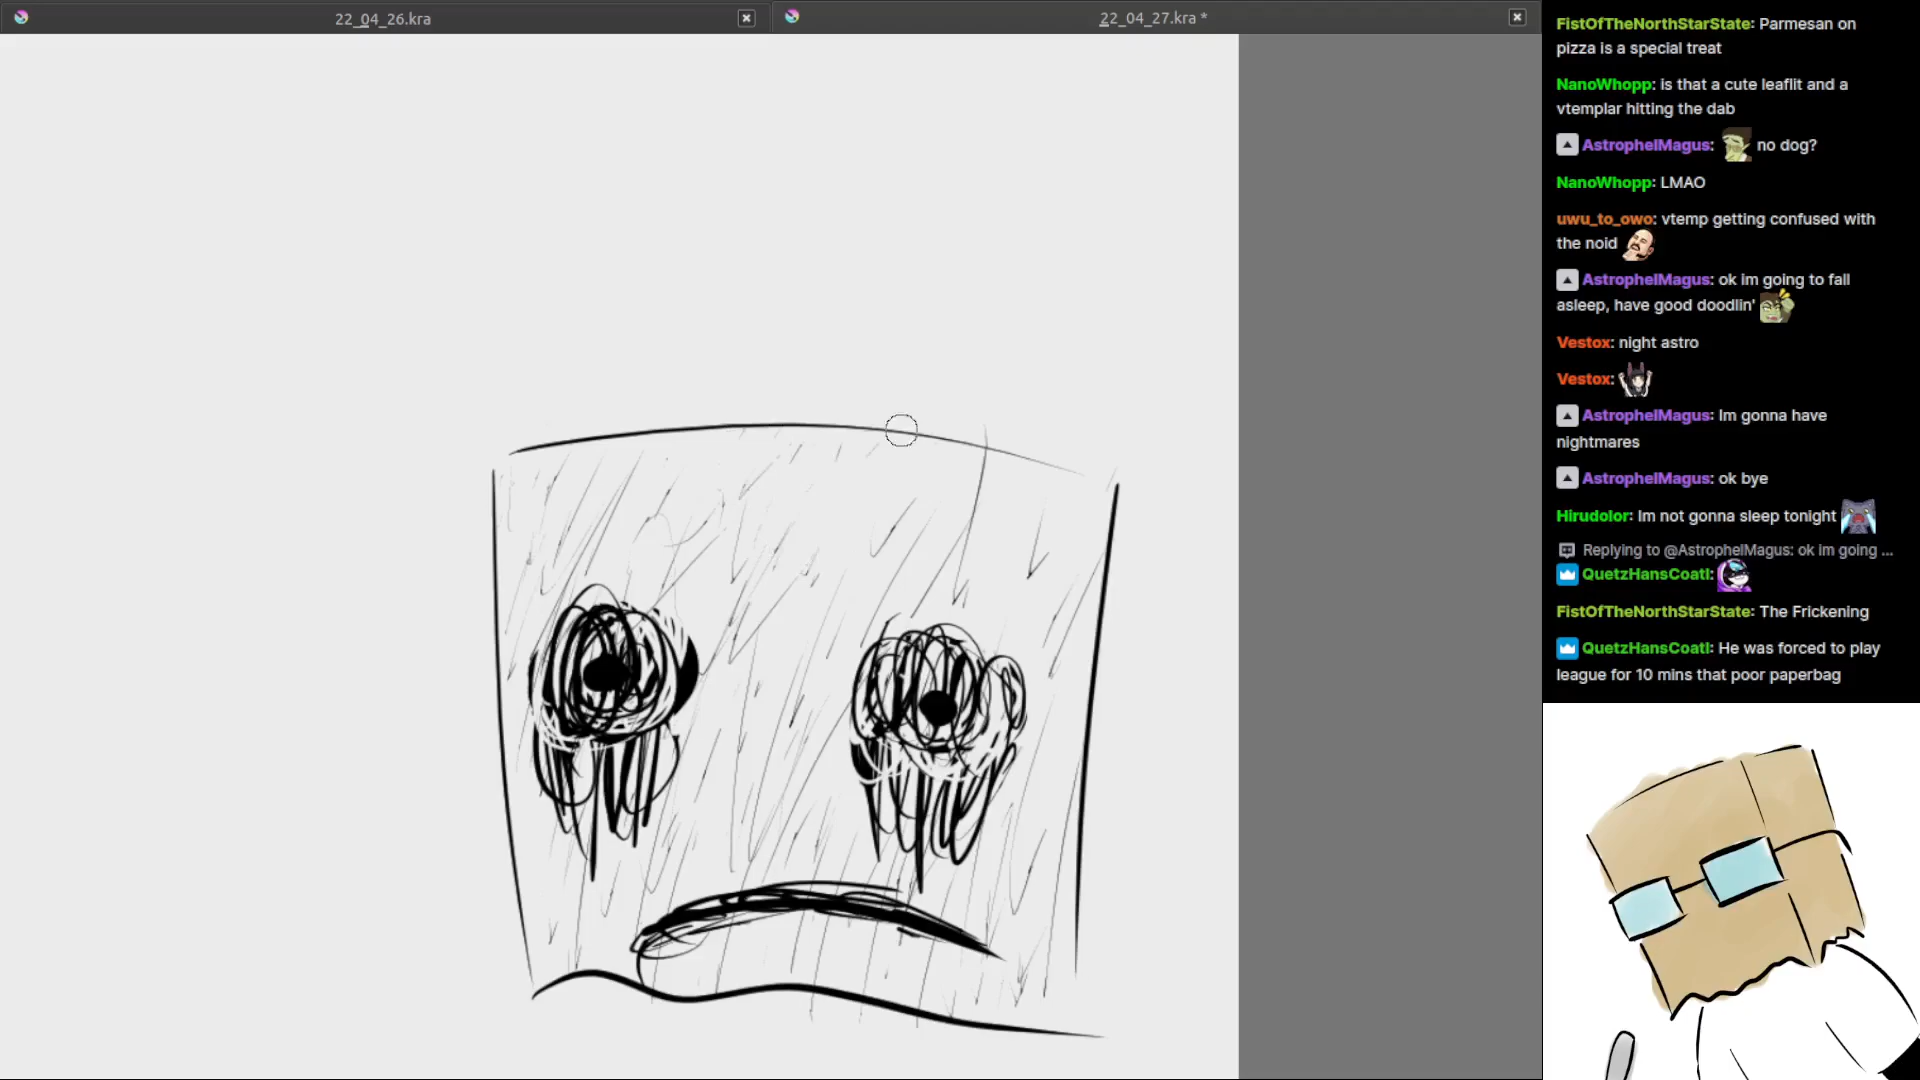 22_04_26.kra
22_04_27.kra *
FistOfTheNorthStarState: Parmesan on
pizza is a special treat
NanoWhopp: is that a cute leaflit and a
vtemplar hitting the dab
AstrophelMagus: no dog?
NanoWhopp: LMAO
uwu_to_owo: vtemp getting confused with
the noid
AstrophelMagus: ok im going to fall
asleep, have good doodlin'
Vestox: night astro
Vestox:
AstrophelMagus: Im gonna have
nightmares
AstrophelMagus: ok bye
Hirudolor: Im not gonna sleep tonight
Replying to @AstrophelMagus: ok im going ...
QuetzHansCoatl:
FistOfTheNorthStarState: The Frickening
QuetzHansCoatl: He was forced to play
league for 10 mins that poor paperbag